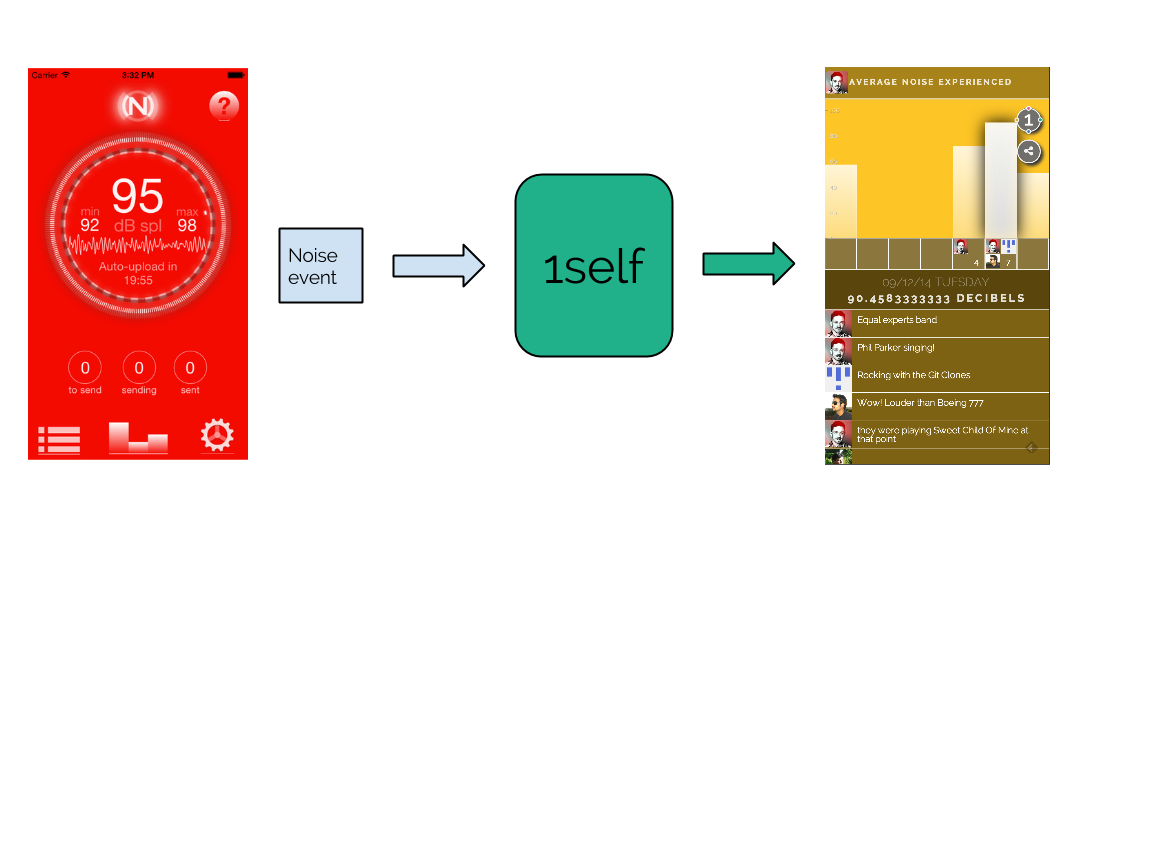 Carrier 3:32 PM
N ?
95
min max
92 dB spl 98
Auto-upload in
19:55
0 0 0
to send sending sent
Noise
event
1self
AVERAGE NOISE EXPERIENCED
1
4 7
09/12/14 TUESDAY
90.4583333333 DECIBELS
Equal experts band
Phil Parker singing!
Rocking with the Git Clones
Wow! Louder than Boeing 777
they were playing Sweet Child Of Mine at
that point